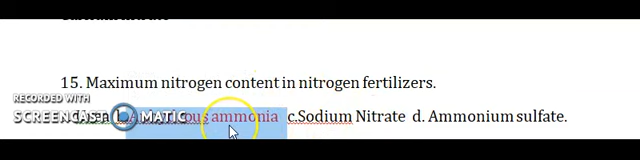 15. Maximum nitrogen content in nitrogen fertilizers.
RECORDED WITH
SCREENCAST MATIC
ammonia c.Sodium Nitrate d. Ammonium sulfate.